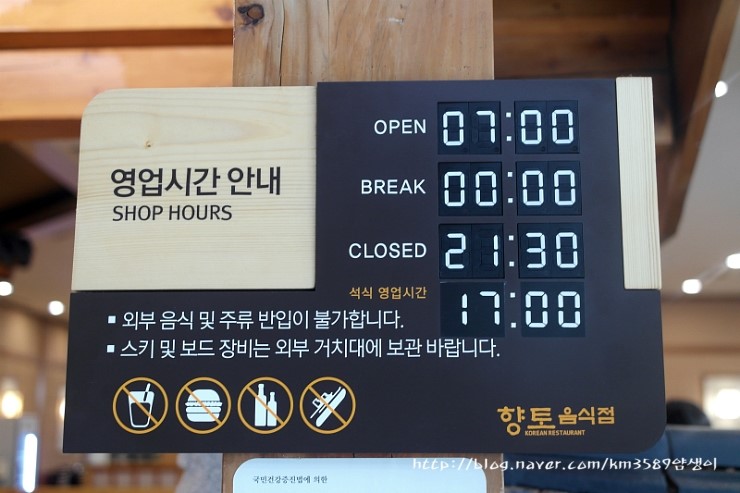 영업시간 안내
SHOP HOURS
OPEN 07:00
BREAK 00:00
CLOSED 21:30
석식 영업시간 17:00
▪ 외부 음식 및 주류 반입이 불가합니다.
▪ 스키 및 보드 장비는 외부 거치대에 보관 바랍니다.
향토 음식점
KOREAN RESTAURANT
국민건강증진법에 의한
http://blog.naver.com/km3589얌생이